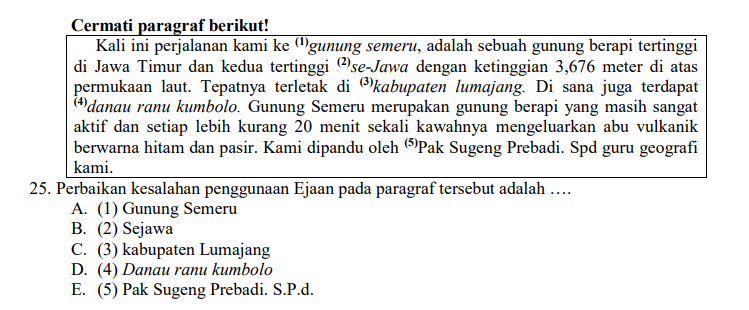 Cermati paragraf berikut!
Kali ini perjalanan kami ke (1)gunung semeru, adalah sebuah gunung berapi tertinggi
di Jawa Timur dan kedua tertinggi (2)se-Jawa dengan ketinggian 3,676 meter di atas
permukaan laut. Tepatnya terletak di (3)kabupaten lumajang. Di sana juga terdapat
(4)danau ranu kumbolo. Gunung Semeru merupakan gunung berapi yang masih sangat
aktif dan setiap lebih kurang 20 menit sekali kawahnya mengeluarkan abu vulkanik
berwarna hitam dan pasir. Kami dipandu oleh (5)Pak Sugeng Prebadi. Spd guru geografi
kami.
25. Perbaikan kesalahan penggunaan Ejaan pada paragraf tersebut adalah ….
A. (1) Gunung Semeru
B. (2) Sejawa
C. (3) kabupaten Lumajang
D. (4) Danau ranu kumbolo
E. (5) Pak Sugeng Prebadi. S.P.d.